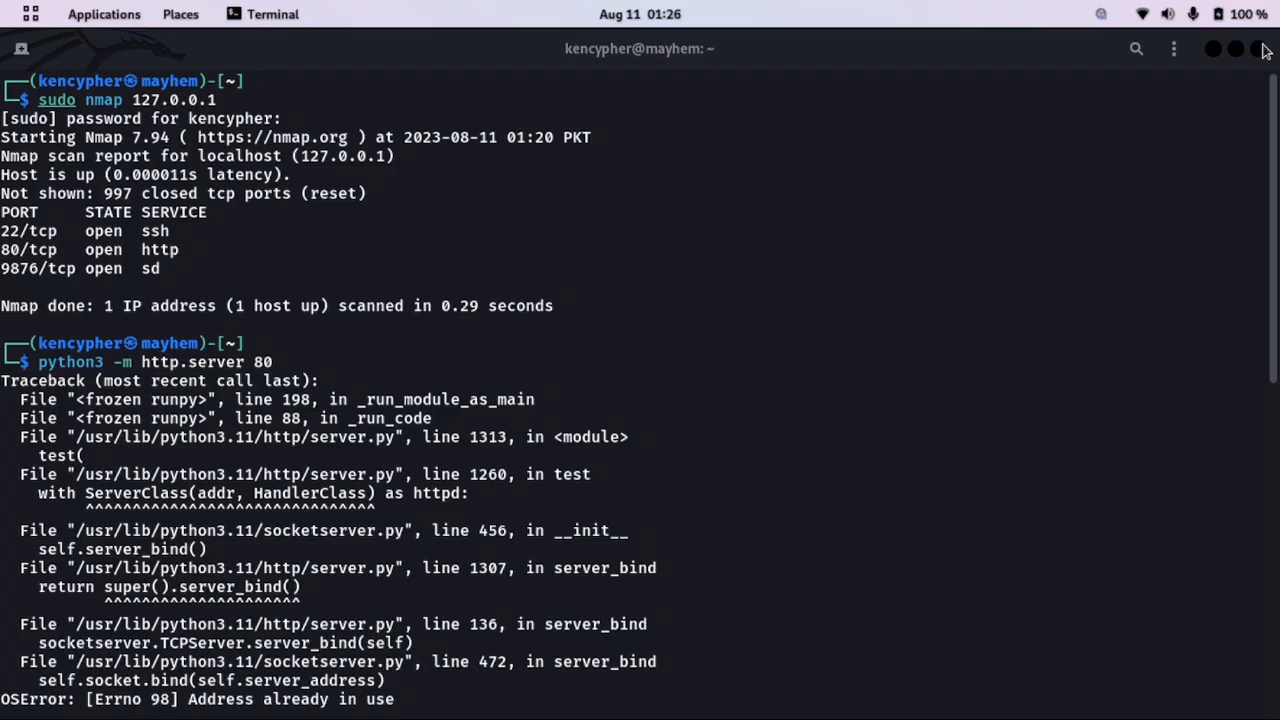 Applications Places Terminal Aug 11 01:26 100 %
kencypher@mayhem: ~
┌──(kencypher㉿mayhem)-[~]
└─$ sudo nmap 127.0.0.1
[sudo] password for kencypher:
Starting Nmap 7.94 ( https://nmap.org ) at 2023-08-11 01:20 PKT
Nmap scan report for localhost (127.0.0.1)
Host is up (0.000011s latency).
Not shown: 997 closed tcp ports (reset)
PORT     STATE SERVICE
22/tcp   open  ssh
80/tcp   open  http
9876/tcp open  sd
Nmap done: 1 IP address (1 host up) scanned in 0.29 seconds
┌──(kencypher㉿mayhem)-[~]
└─$ python3 -m http.server 80
Traceback (most recent call last):
  File "<frozen runpy>", line 198, in _run_module_as_main
  File "<frozen runpy>", line 88, in _run_code
  File "/usr/lib/python3.11/http/server.py", line 1313, in <module>
    test(
  File "/usr/lib/python3.11/http/server.py", line 1260, in test
    with ServerClass(addr, HandlerClass) as httpd:
         ^^^^^^^^^^^^^^^^^^^^^^^^^^^^^^^
  File "/usr/lib/python3.11/socketserver.py", line 456, in __init__
    self.server_bind()
  File "/usr/lib/python3.11/http/server.py", line 1307, in server_bind
    return super().server_bind()
           ^^^^^^^^^^^^^^^^^^^^^
  File "/usr/lib/python3.11/http/server.py", line 136, in server_bind
    socketserver.TCPServer.server_bind(self)
  File "/usr/lib/python3.11/socketserver.py", line 472, in server_bind
    self.socket.bind(self.server_address)
OSError: [Errno 98] Address already in use